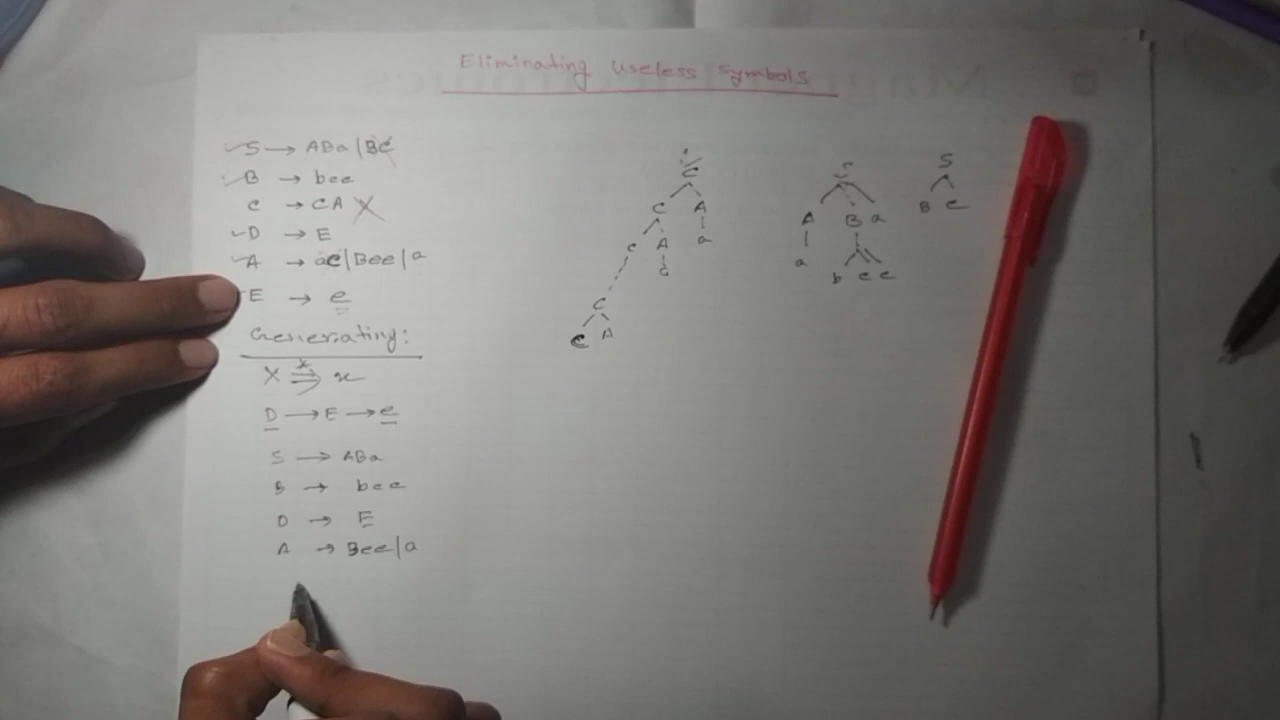 Eliminating useless symbols
S → ABa|BC
B → bee
C → CA X
D → E
A → aC|Bee|a
E → e
Generating:
X *⇒ x
D → E → e
S → ABa
B → bee
D → E
A → Bee|a
C
C A
C A a
a
C
C A
S
A B a
a b e e
S
B C